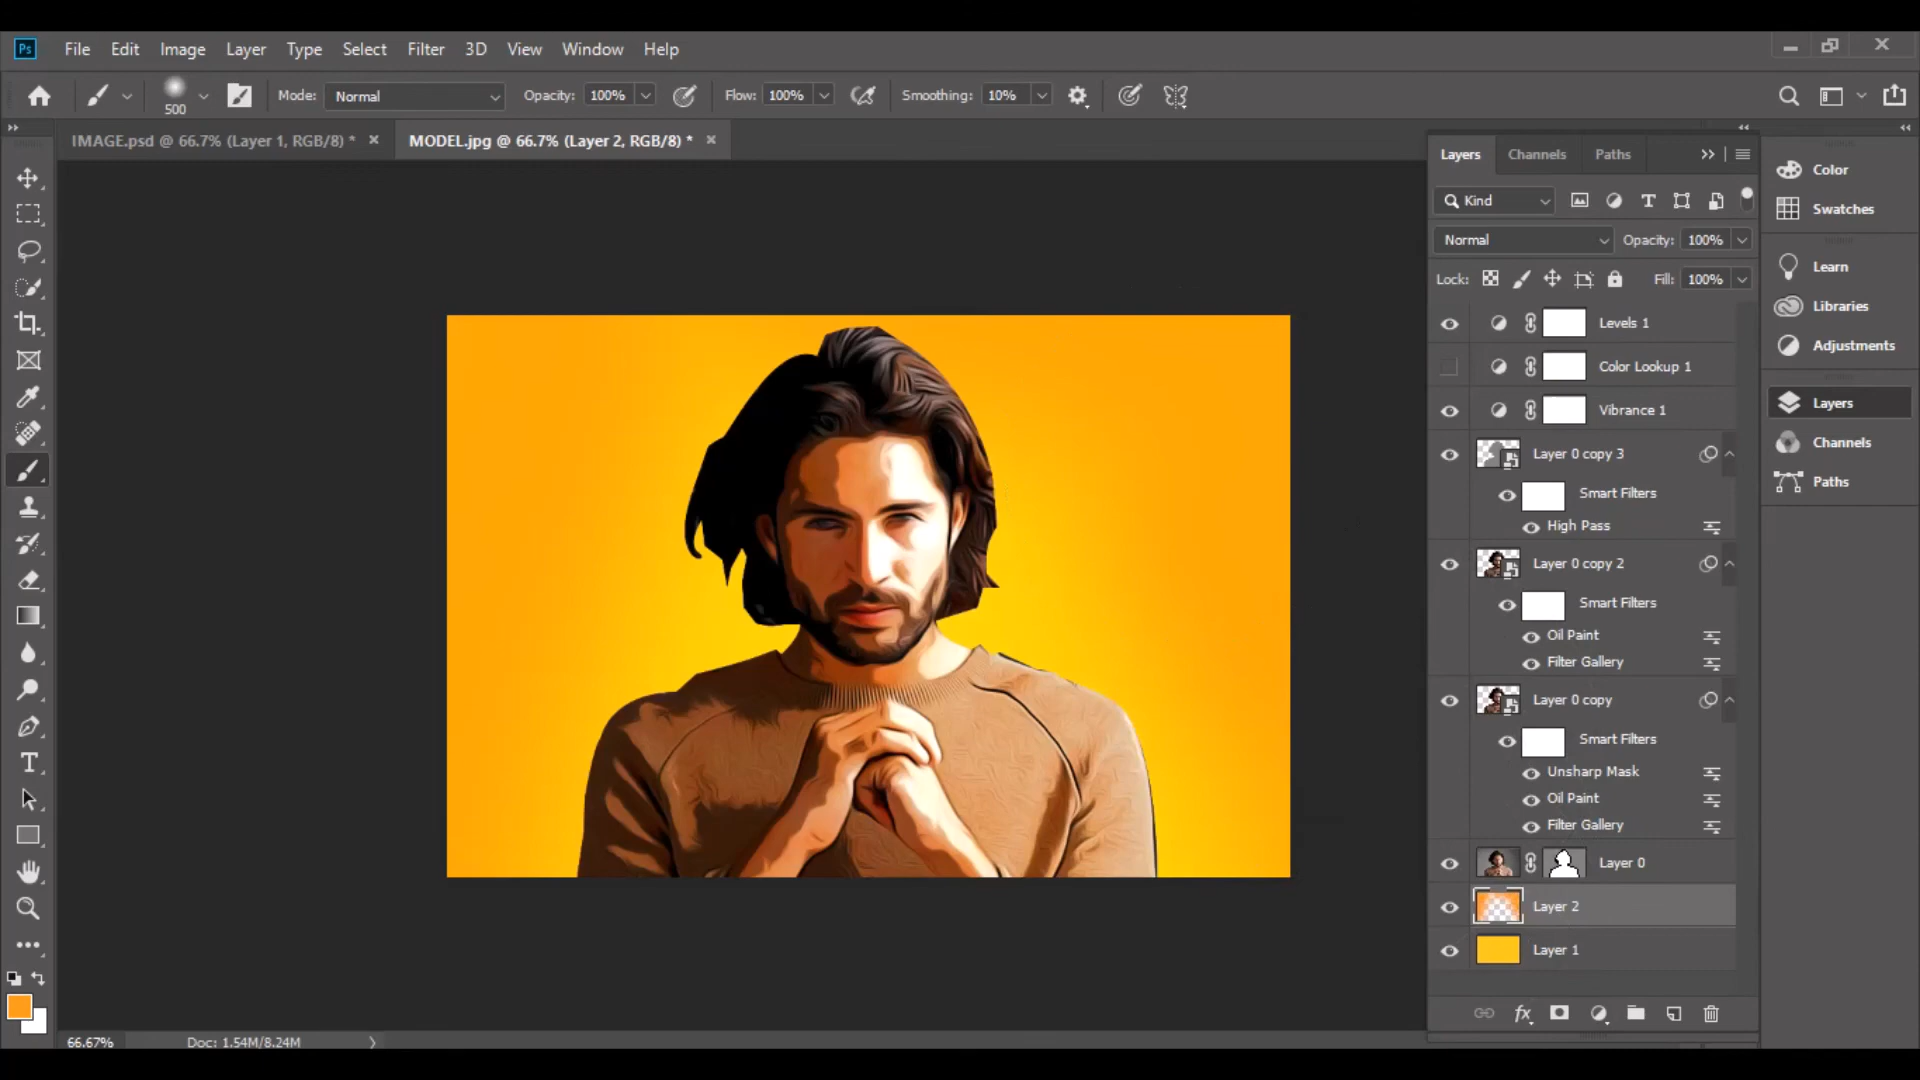 Ps File Edit Image Layer Type Select Filter 3D View Window Help
500 Mode: Normal Opacity: 100% Flow: 100% Smoothing: 10%
IMAGE.psd @ 66.7% (Layer 1, RGB/8) * MODEL.jpg @ 66.7% (Layer 2, RGB/8) *
Layers Channels Paths
Kind
Normal Opacity: 100%
Lock: Fill: 100%
Levels 1
Color Lookup 1
Vibrance 1
Layer 0 copy 3
Smart Filters
High Pass
Layer 0 copy 2
Smart Filters
Oil Paint
Filter Gallery
Layer 0 copy
Smart Filters
Unsharp Mask
Oil Paint
Filter Gallery
Layer 0
Layer 2
Layer 1
fx
Color
Swatches
Learn
Libraries
Adjustments
Layers
Channels
Paths
66.67% Doc: 1.54M/8.24M